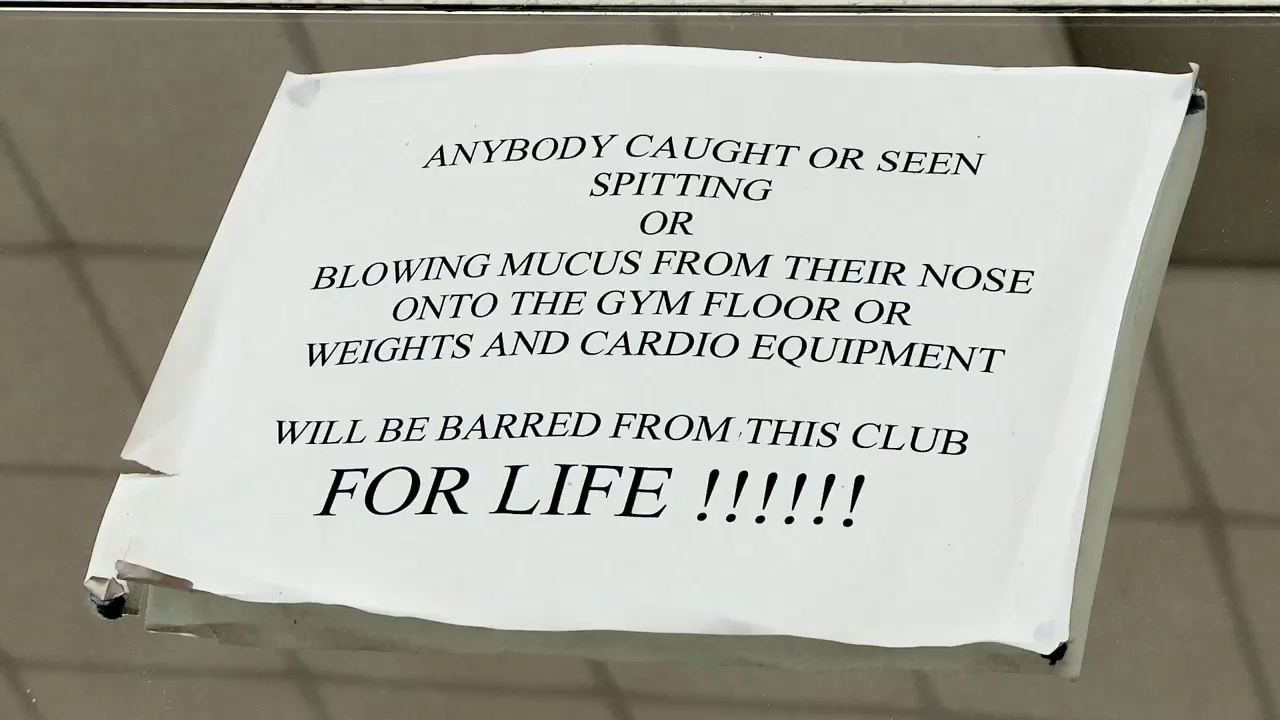 ANYBODY CAUGHT OR SEEN
SPITTING
OR
BLOWING MUCUS FROM THEIR NOSE
ONTO THE GYM FLOOR OR
WEIGHTS AND CARDIO EQUIPMENT
WILL BE BARRED FROM THIS CLUB
FOR LIFE !!!!!!